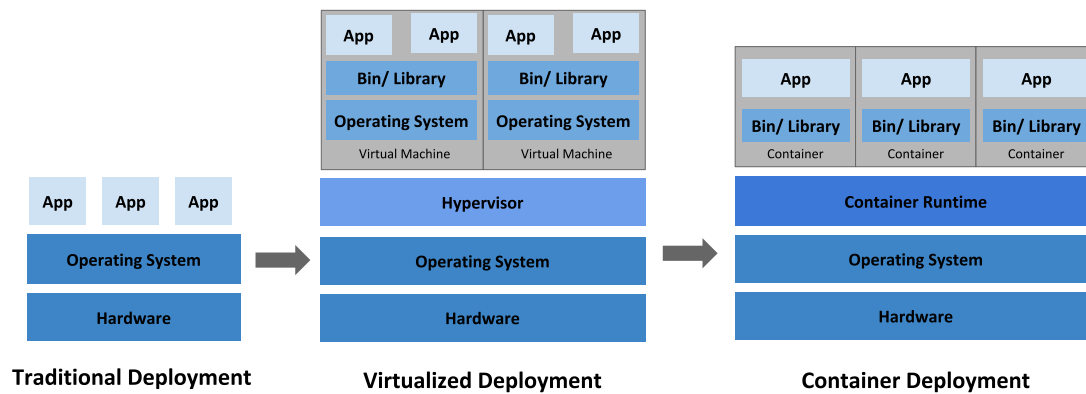 App
App
App
Operating System
Hardware
Traditional Deployment
App
App
Bin/ Library
Operating System
Virtual Machine
App
App
Bin/ Library
Operating System
Virtual Machine
Hypervisor
Operating System
Hardware
Virtualized Deployment
App
Bin/ Library
Container
App
Bin/ Library
Container
App
Bin/ Library
Container
Container Runtime
Operating System
Hardware
Container Deployment